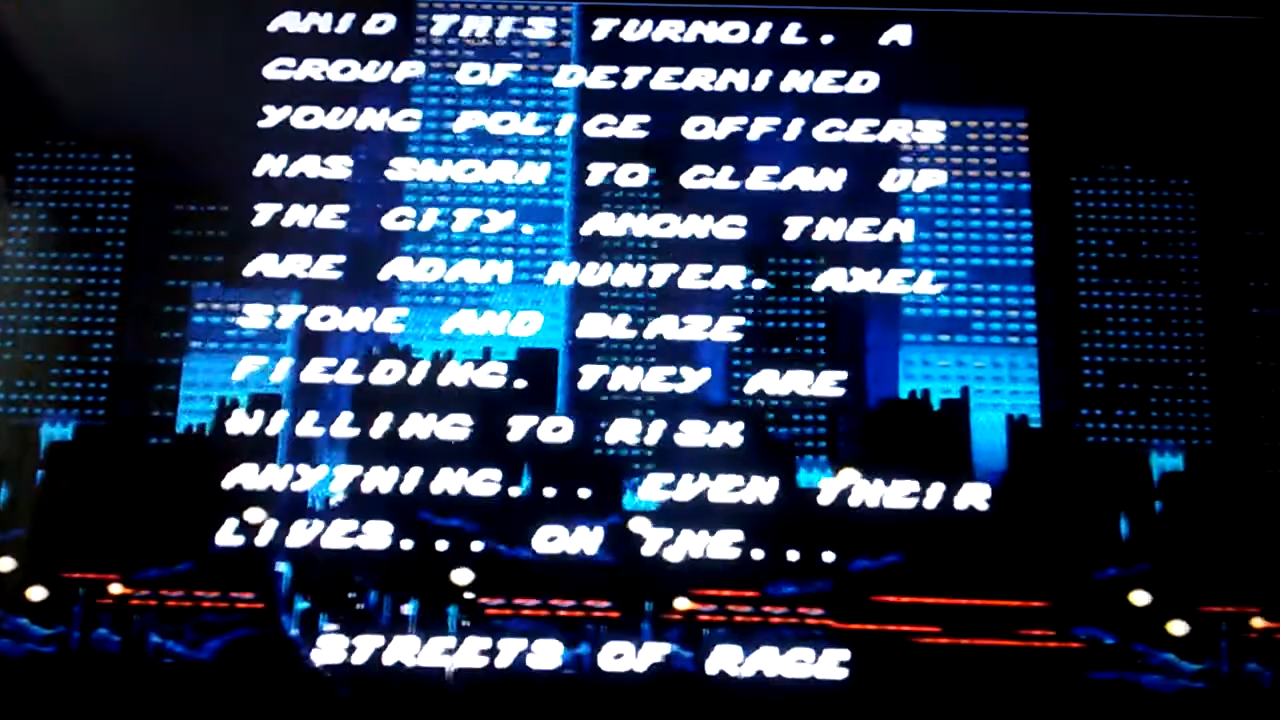 AMID THIS TURMOIL. A
GROUP OF DETERMINED
YOUNG POLICE OFFICERS
HAS SWORN TO CLEAN UP
THE CITY. AMONG THEM
ARE ADAM HUNTER. AXEL
STONE AND BLAZE
FIELDING. THEY ARE
WILLING TO RISK
ANYTHING... EVEN THEIR
LIVES... ON THE...
STREETS OF RAGE